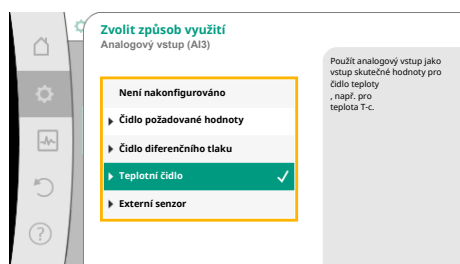 Zvolit způsob využití
Analogový vstup (AI3)
Není nakonfigurováno
Čidlo požadované hodnoty
Čidlo diferenčního tlaku
Teplotní čidlo
Externí senzor
Použít analogový vstup jako
vstup skutečné hodnoty pro
čidlo teploty
, např. pro
teplota T-c.
?